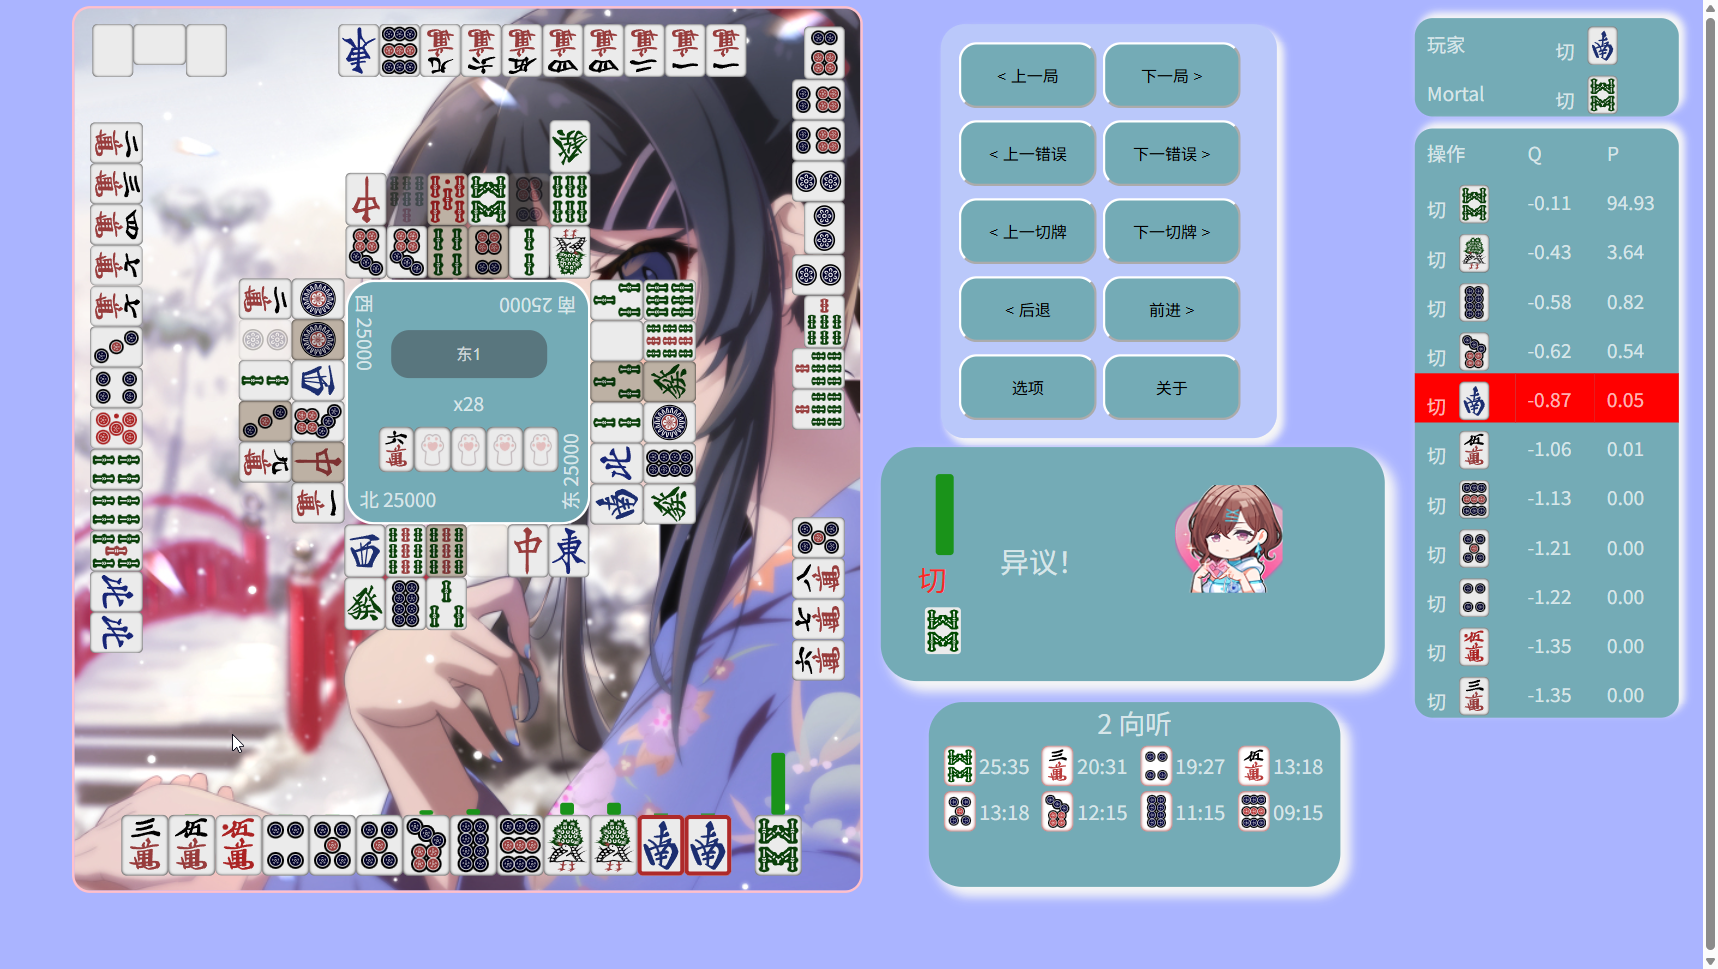 < 上一局
下一局 >
< 上一错误
下一错误 >
< 上一切牌
下一切牌 >
< 后退
前进 >
选项
关于
玩家 切
Mortal 切
操作 Q P
切 -0.11 94.93
切 -0.43 3.64
切 -0.58 0.82
切 -0.62 0.54
切 -0.87 0.05
切 -1.06 0.01
切 -1.13 0.00
切 -1.21 0.00
切 -1.22 0.00
切 -1.35 0.00
切 -1.35 0.00
南 25000
西 25000
东1
x28
北 25000
东 25000
切
异议!
2 向听
25:35 20:31 19:27 13:18
13:18 12:15 11:15 09:15